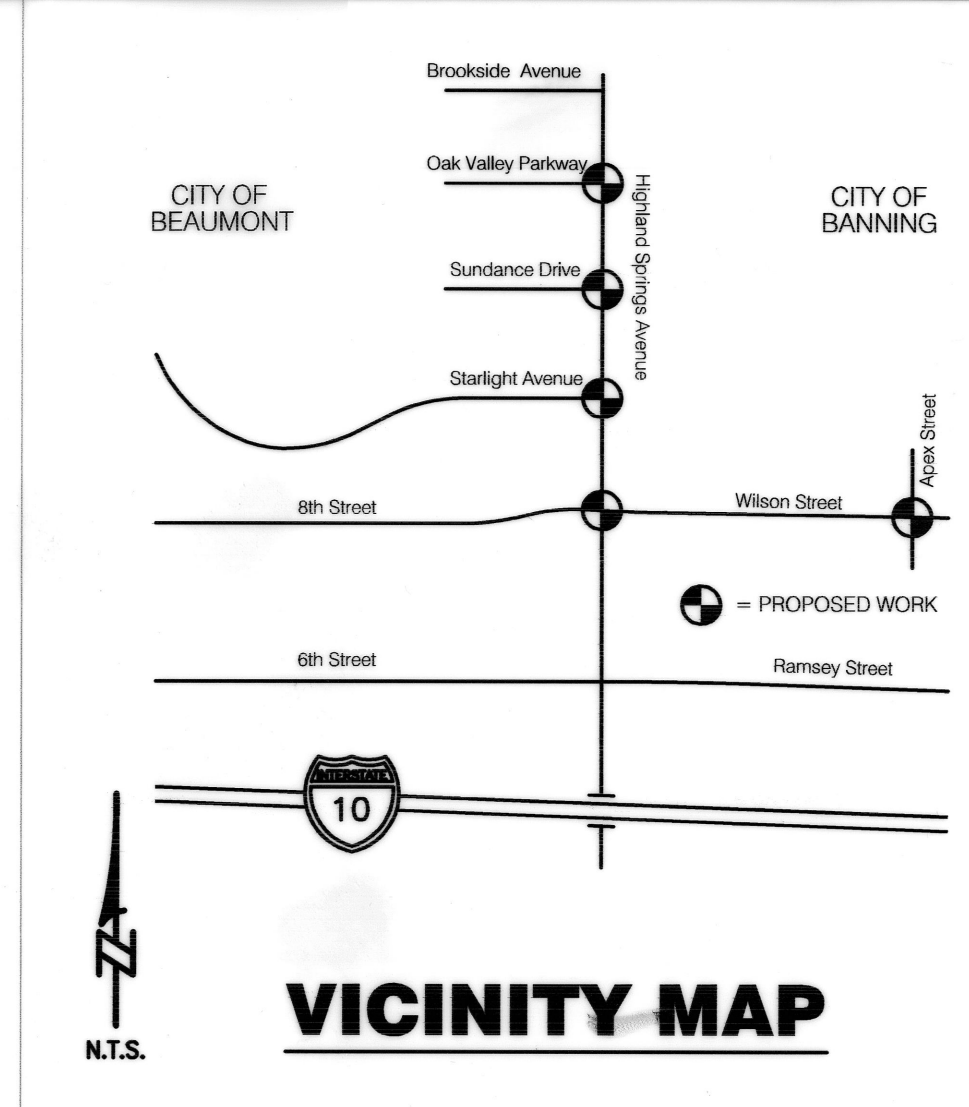 Brookside Avenue
Oak Valley Parkway
CITY OF
BEAUMONT
Highland Springs Avenue
CITY OF
BANNING
Sundance Drive
Starlight Avenue
Apex Street
8th Street
Wilson Street
= PROPOSED WORK
6th Street
Ramsey Street
INTERSTATE
10
N
N.T.S.
VICINITY MAP